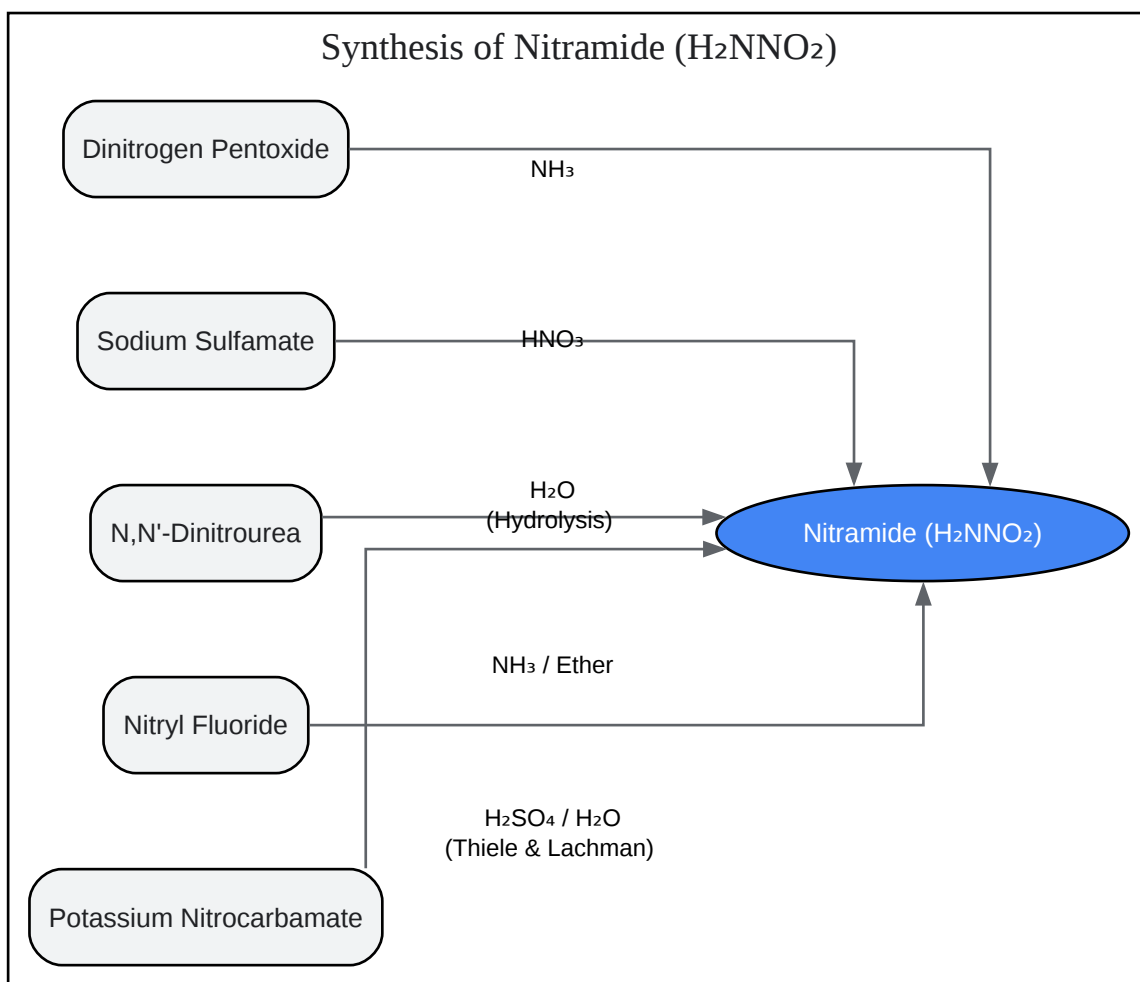 Synthesis of Nitramide (H₂NNO₂)
Dinitrogen Pentoxide
NH₃
Sodium Sulfamate
HNO₃
N,N'-Dinitrourea
H₂O
(Hydrolysis)
Nitramide (H₂NNO₂)
NH₃ / Ether
Nitryl Fluoride
H₂SO₄ / H₂O
(Thiele & Lachman)
Potassium Nitrocarbamate